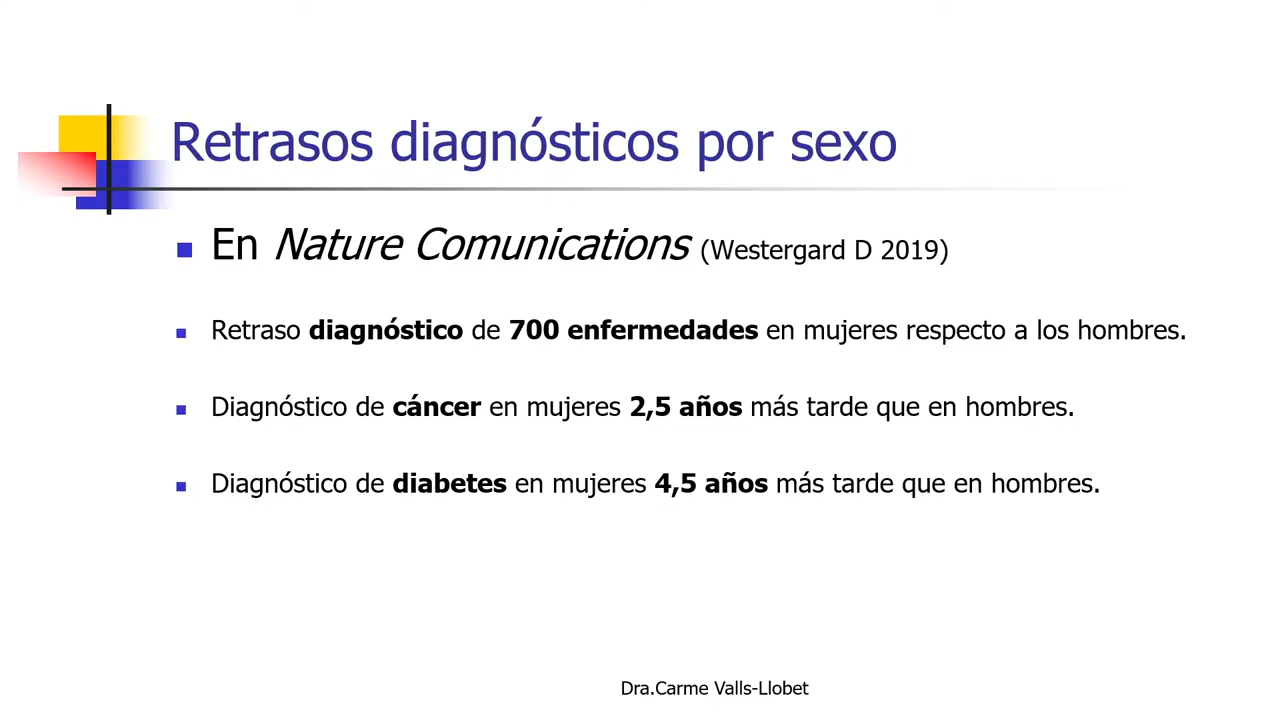 Retrasos diagnósticos por sexo
En Nature Comunications (Westergard D 2019)
Retraso diagnóstico de 700 enfermedades en mujeres respecto a los hombres.
Diagnóstico de cáncer en mujeres 2,5 años más tarde que en hombres.
Diagnóstico de diabetes en mujeres 4,5 años más tarde que en hombres.
Dra.Carme Valls-Llobet